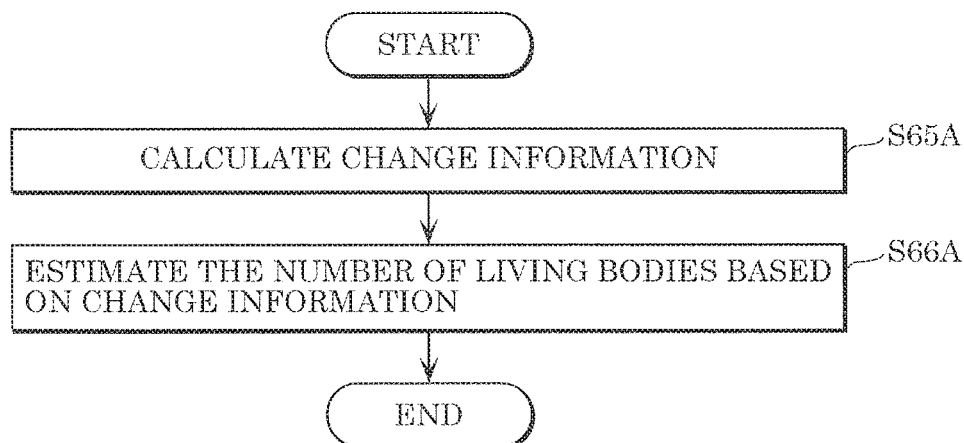 START
CALCULATE CHANGE INFORMATION
S65A
ESTIMATE THE NUMBER OF LIVING BODIES BASED
ON CHANGE INFORMATION
S66A
END